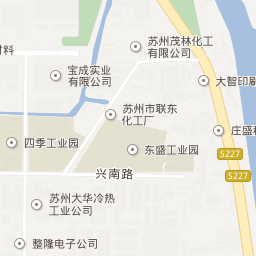 苏州茂林化工
有限公司
材料
宝成实业
有限公司
大智印刷
苏州市联东
化工厂
庄盛
四季工业园
东盛工业园
S227
兴南路
S227
苏州大华冷热
工业公司
整隆电子公司